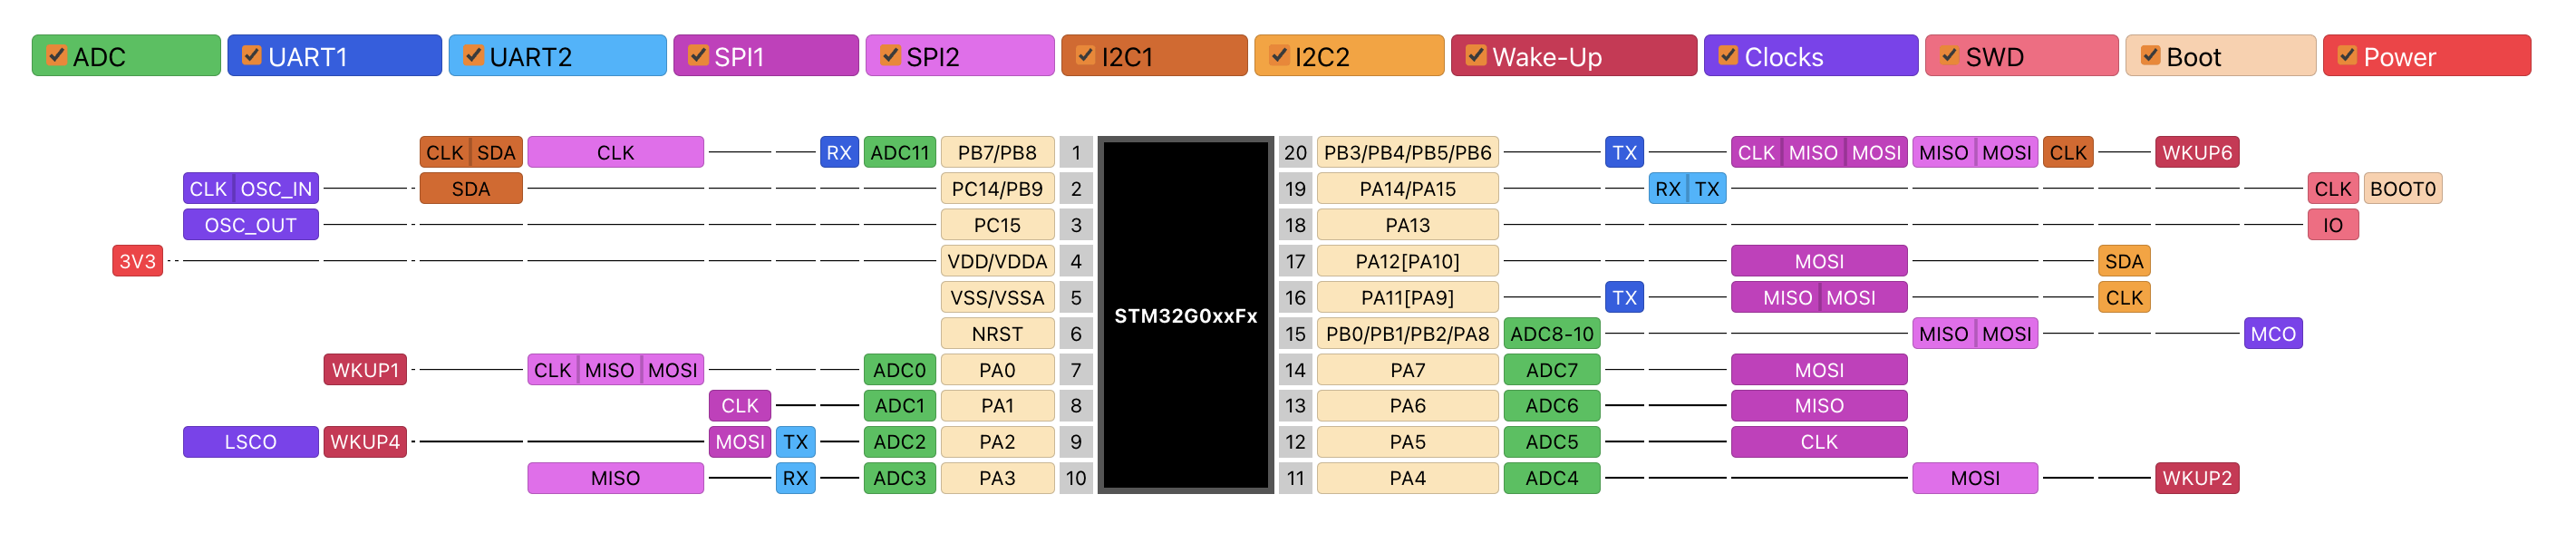 ADC UART1 UART2 SPI1 SPI2 I2C1 I2C2 Wake-Up Clocks SWD Boot Power
CLK SDA CLK RX ADC11 PB7/PB8 1 20 PB3/PB4/PB5/PB6 TX CLK MISO MOSI MISO MOSI CLK WKUP6
CLK OSC_IN SDA PC14/PB9 2 19 PA14/PA15 RX TX CLK BOOT0
OSC_OUT PC15 3 18 PA13 IO
3V3 VDD/VDDA 4 17 PA12[PA10] MOSI SDA
VSS/VSSA 5 16 PA11[PA9] TX MISO MOSI CLK
STM32G0xxFx
NRST 6 15 PB0/PB1/PB2/PA8 ADC8-10 MISO MOSI MCO
WKUP1 CLK MISO MOSI ADC0 PA0 7 14 PA7 ADC7 MOSI
CLK ADC1 PA1 8 13 PA6 ADC6 MISO
LSCO WKUP4 MOSI TX ADC2 PA2 9 12 PA5 ADC5 CLK
MISO RX ADC3 PA3 10 11 PA4 ADC4 MOSI WKUP2